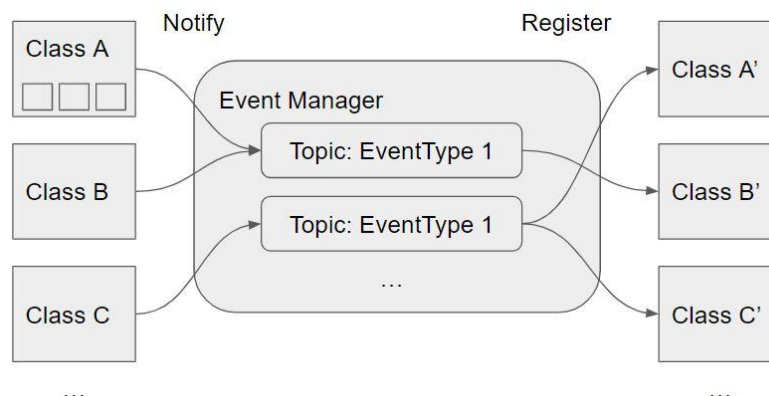 Notify
Register
Class A
Class A’
Event Manager
Topic: EventType 1
Class B
Class B’
Topic: EventType 1
...
Class C
Class C’
...
...